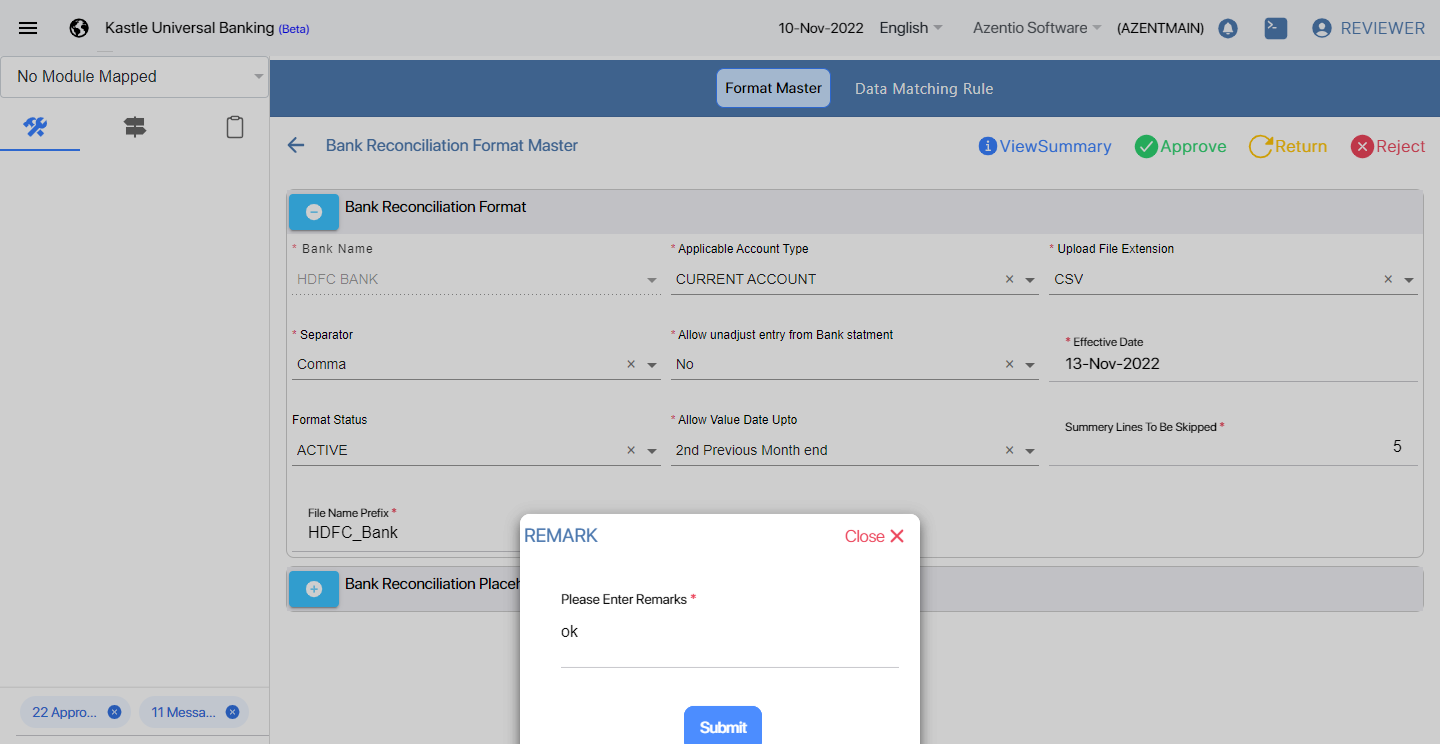 Kastle Universal Banking (Beta)
10-Nov-2022 English Azentio Software (AZENTMAIN) REVIEWER
No Module Mapped
Format Master Data Matching Rule
Bank Reconciliation Format Master
ViewSummary Approve Return Reject
Bank Reconciliation Format
* Bank Name * Applicable Account Type * Upload File Extension
HDFC BANK CURRENT ACCOUNT × CSV ×
* Separator * Allow unadjust entry from Bank statment * Effective Date
Comma × No × 13-Nov-2022
Format Status * Allow Value Date Upto Summery Lines To Be Skipped *
ACTIVE × 2nd Previous Month end × 5
File Name Prefix *
HDFC_Bank
REMARK Close ×
Bank Reconciliation
Please Enter Remarks *
ok
Submit
22 Appro... 11 Messa...